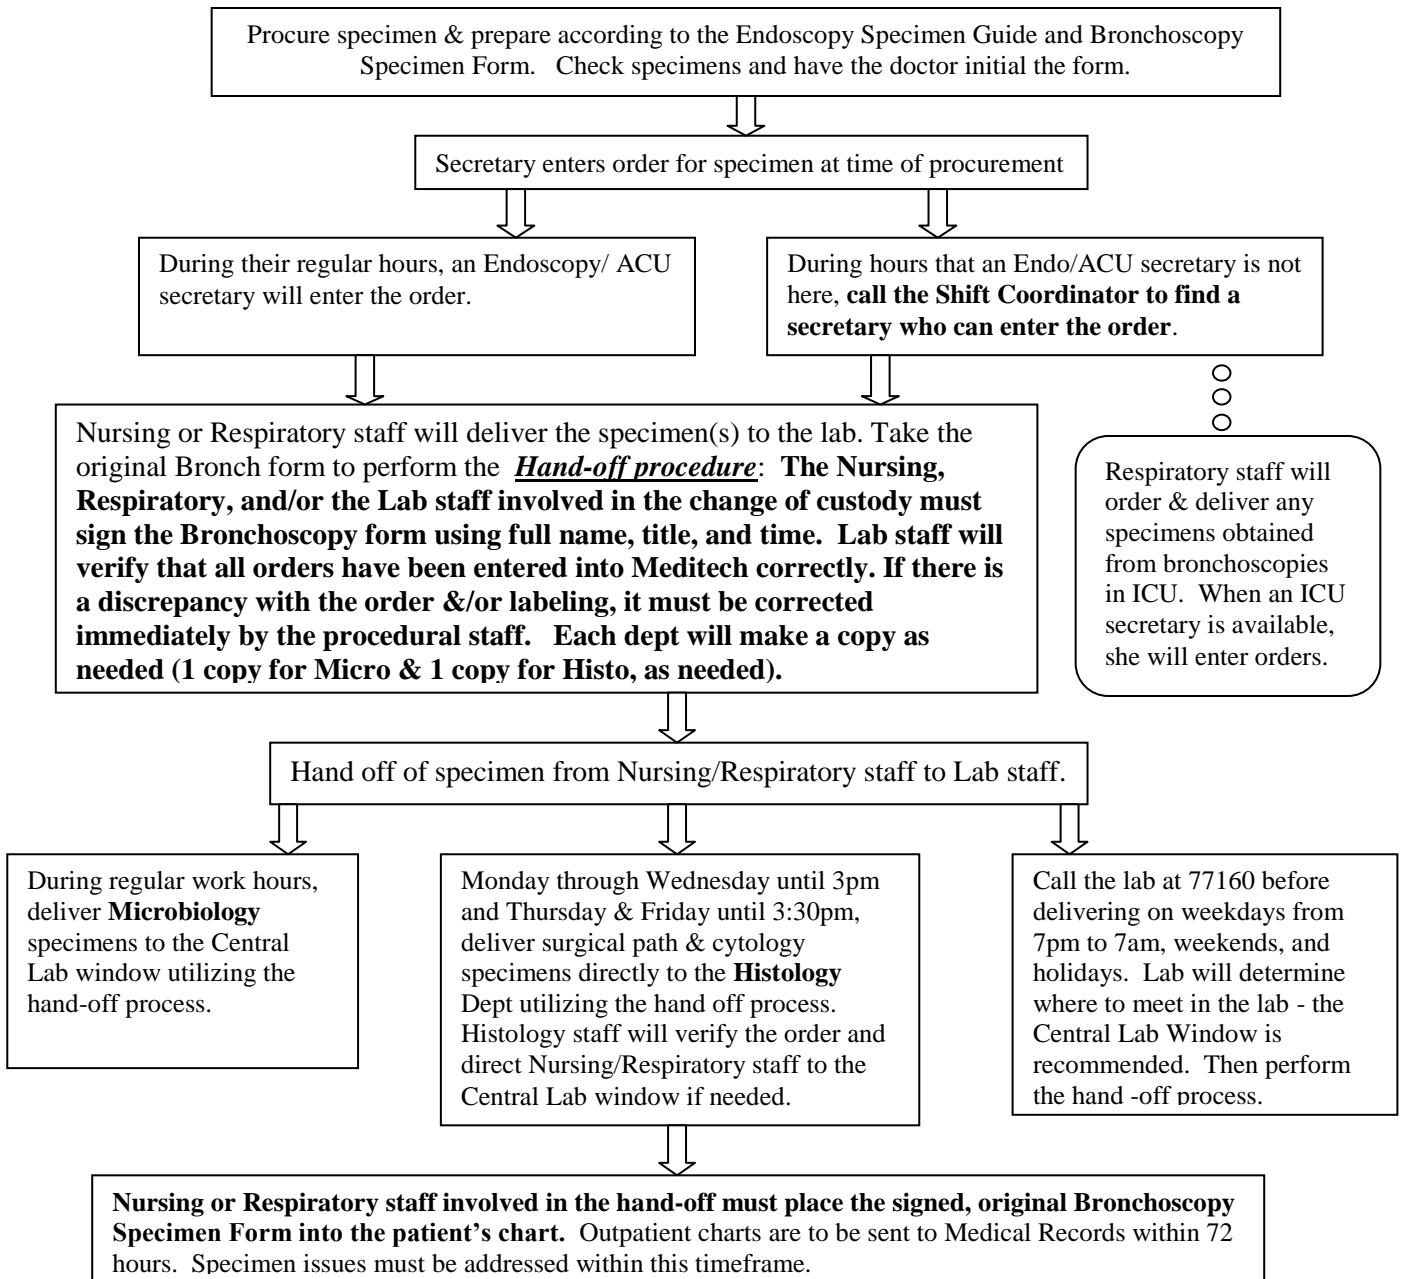 Procure specimen & prepare according to the Endoscopy Specimen Guide and Bronchoscopy
Specimen Form. Check specimens and have the doctor initial the form.
Secretary enters order for specimen at time of procurement
During their regular hours, an Endoscopy/ ACU
secretary will enter the order.
During hours that an Endo/ACU secretary is not
here, call the Shift Coordinator to find a
secretary who can enter the order.
Nursing or Respiratory staff will deliver the specimen(s) to the lab. Take the
original Bronch form to perform the Hand-off procedure: The Nursing,
Respiratory, and/or the Lab staff involved in the change of custody must
sign the Bronchoscopy form using full name, title, and time. Lab staff will
verify that all orders have been entered into Meditech correctly. If there is
a discrepancy with the order &/or labeling, it must be corrected
immediately by the procedural staff. Each dept will make a copy as
needed (1 copy for Micro & 1 copy for Histo, as needed).
Respiratory staff will
order & deliver any
specimens obtained
from bronchoscopies
in ICU. When an ICU
secretary is available,
she will enter orders.
Hand off of specimen from Nursing/Respiratory staff to Lab staff.
During regular work hours,
deliver Microbiology
specimens to the Central
Lab window utilizing the
hand-off process.
Monday through Wednesday until 3pm
and Thursday & Friday until 3:30pm,
deliver surgical path & cytology
specimens directly to the Histology
Dept utilizing the hand off process.
Histology staff will verify the order and
direct Nursing/Respiratory staff to the
Central Lab window if needed.
Call the lab at 77160 before
delivering on weekdays from
7pm to 7am, weekends, and
holidays. Lab will determine
where to meet in the lab - the
Central Lab Window is
recommended. Then perform
the hand -off process.
Nursing or Respiratory staff involved in the hand-off must place the signed, original Bronchoscopy
Specimen Form into the patient's chart. Outpatient charts are to be sent to Medical Records within 72
hours. Specimen issues must be addressed within this timeframe.